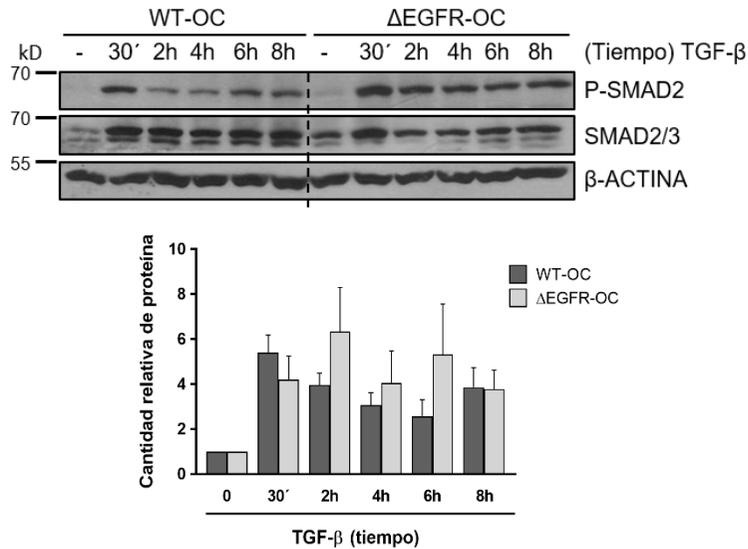 WT-OC ΔEGFR-OC
kD - 30´ 2h 4h 6h 8h - 30´ 2h 4h 6h 8h (Tiempo) TGF-β
70 P-SMAD2
70 SMAD2/3
55 β-ACTINA
Cantidad relativa de proteína
10
8
6
4
2
0
WT-OC
ΔEGFR-OC
0 30´ 2h 4h 6h 8h
TGF-β (tiempo)